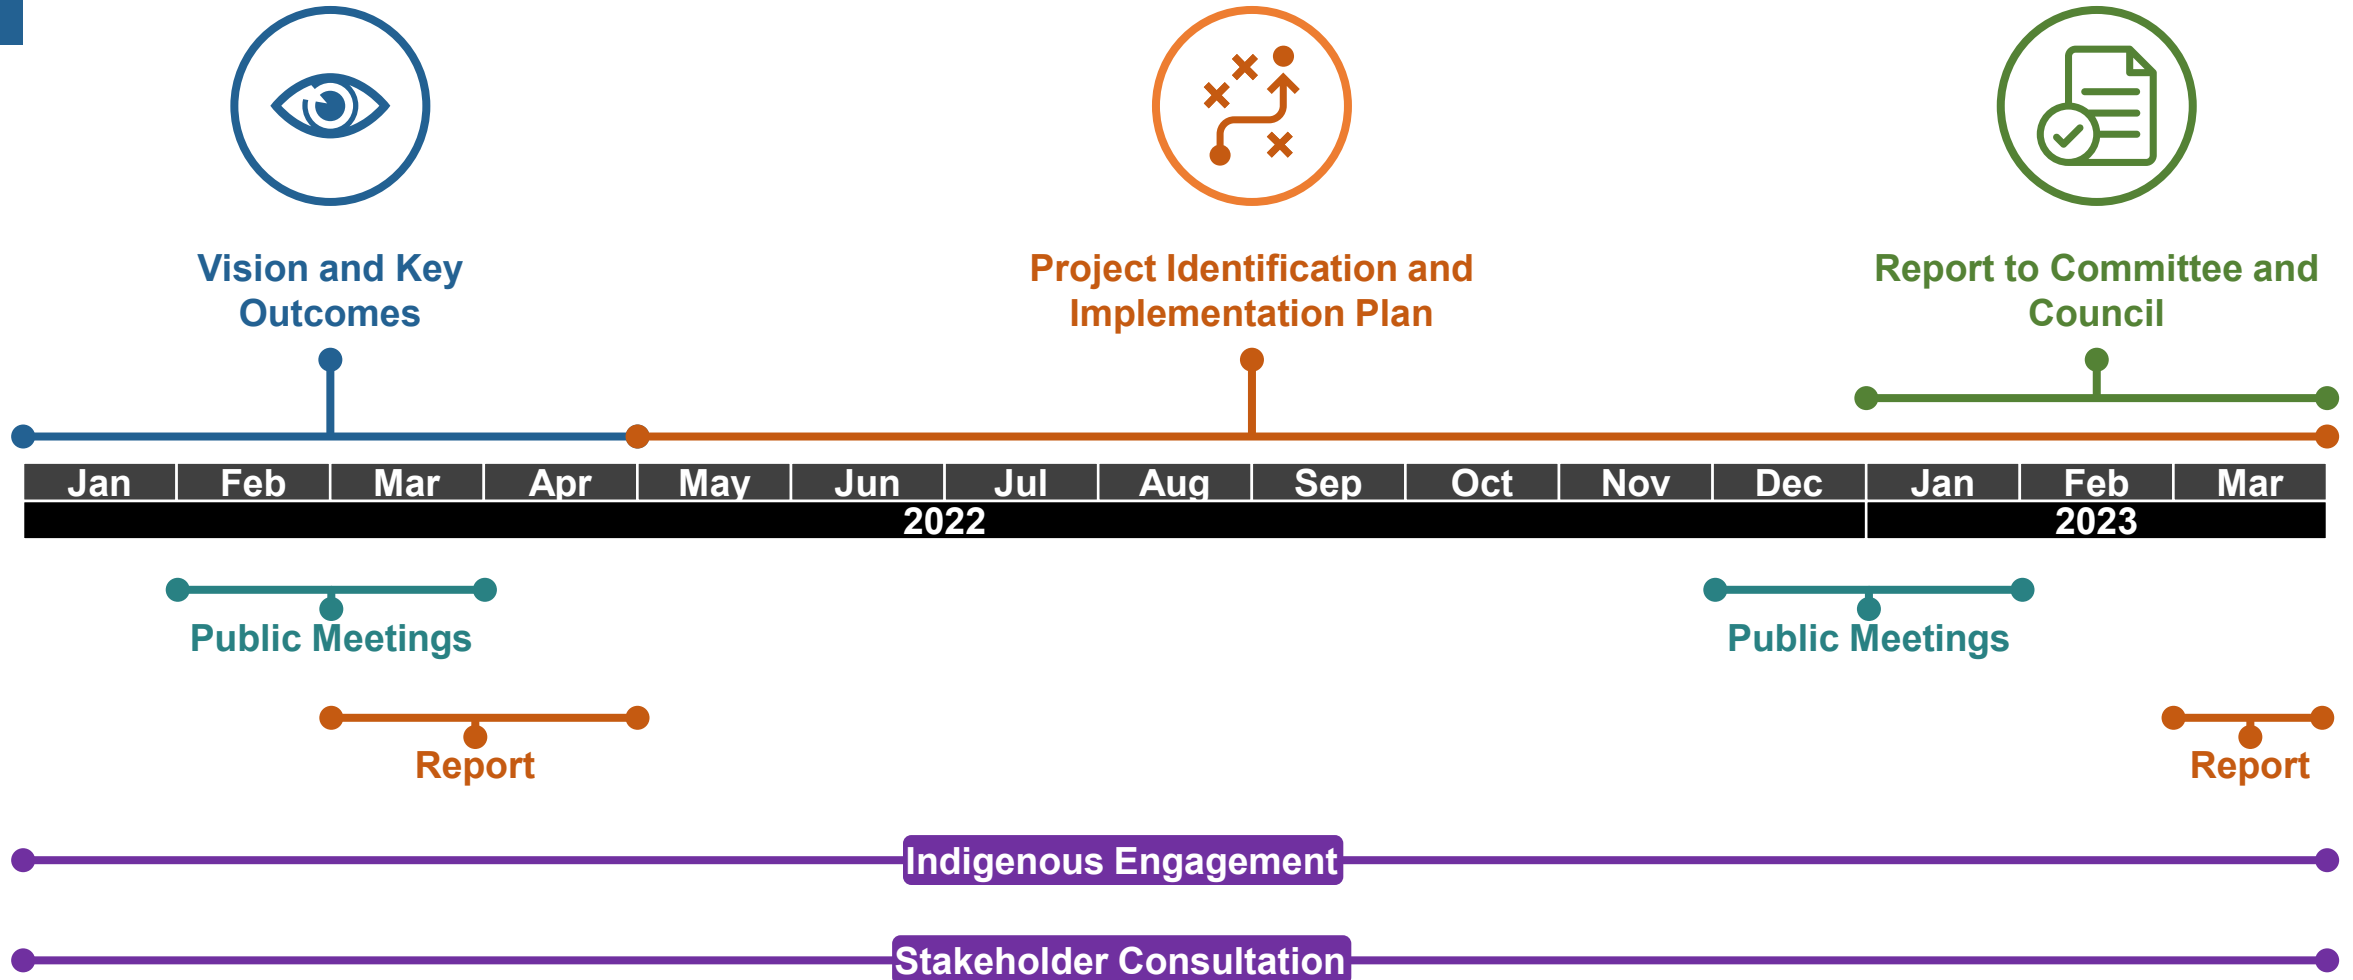 Vision and Key
Outcomes
Project Identification and
Implementation Plan
Report to Committee and
Council
Jan Feb Mar Apr May Jun Jul Aug Sep Oct Nov Dec Jan Feb Mar
2022 2023
Public Meetings Public Meetings
Report Report
Indigenous Engagement
Stakeholder Consultation